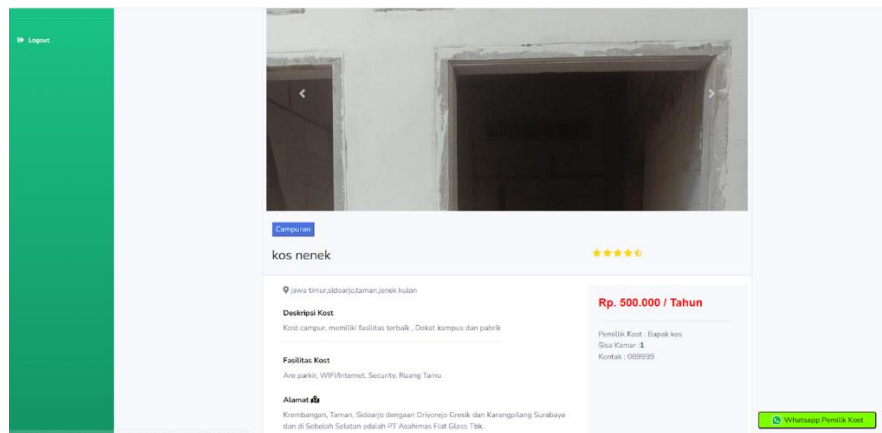 Logout
Campuran
kos nenek
jawa timur,sidoarjo,taman,jemek kulon
Rp. 500.000 / Tahun
Deskripsi Kost
Kost campur, memiliki fasilitas terbaik , Dekat kampus dan pabrik
Pemilik Kost : Bapak kos
Sisa Kamar :1
Kontak : 089999
Fasilitas Kost
Are parkir, WIFI/Internet, Security, Ruang Tamu
Alamat
Krembangan, Taman, Sidoarjo dengaan Driyorejo Gresik dan Karangpilang Surabaya
dan di Sebelah Selatan adalah PT Asahimas Flat Glass Tbk.
Whatsapp Pemilik Kost